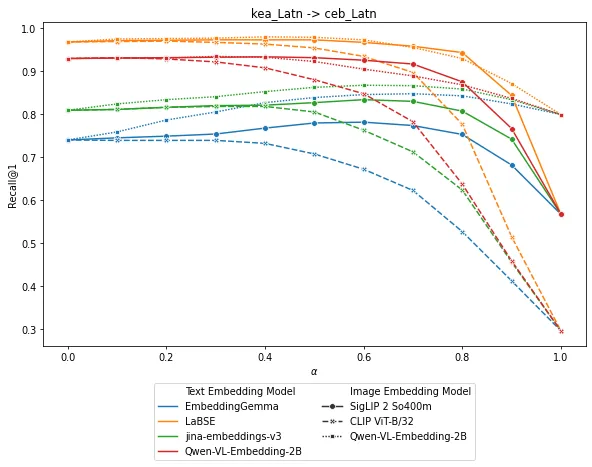 kea_Latn -> ceb_Latn
1.0
0.9
0.8
0.7
0.6
0.5
0.4
0.3
Recall@1
0.0 0.2 0.4 0.6 0.8 1.0
α
Text Embedding Model Image Embedding Model
EmbeddingGemma SigLIP 2 So400m
LaBSE CLIP ViT-B/32
jina-embeddings-v3 Qwen-VL-Embedding-2B
Qwen-VL-Embedding-2B